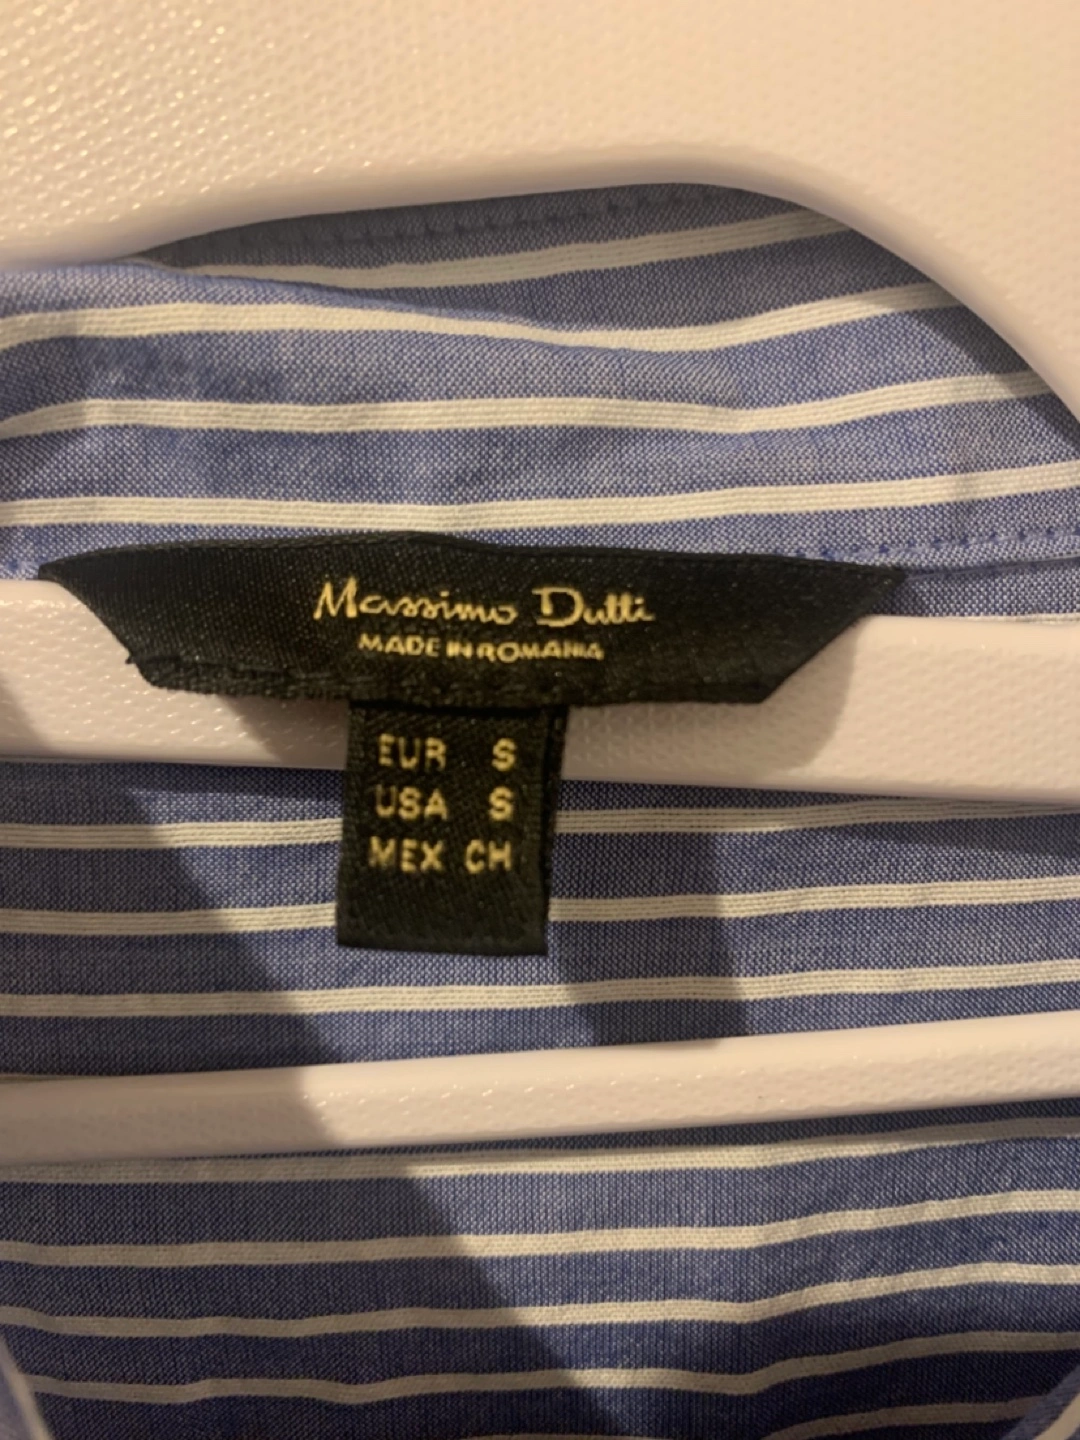 Massimo Dutti
MADE IN ROMANIA
EUR S
USA S
MEX CH